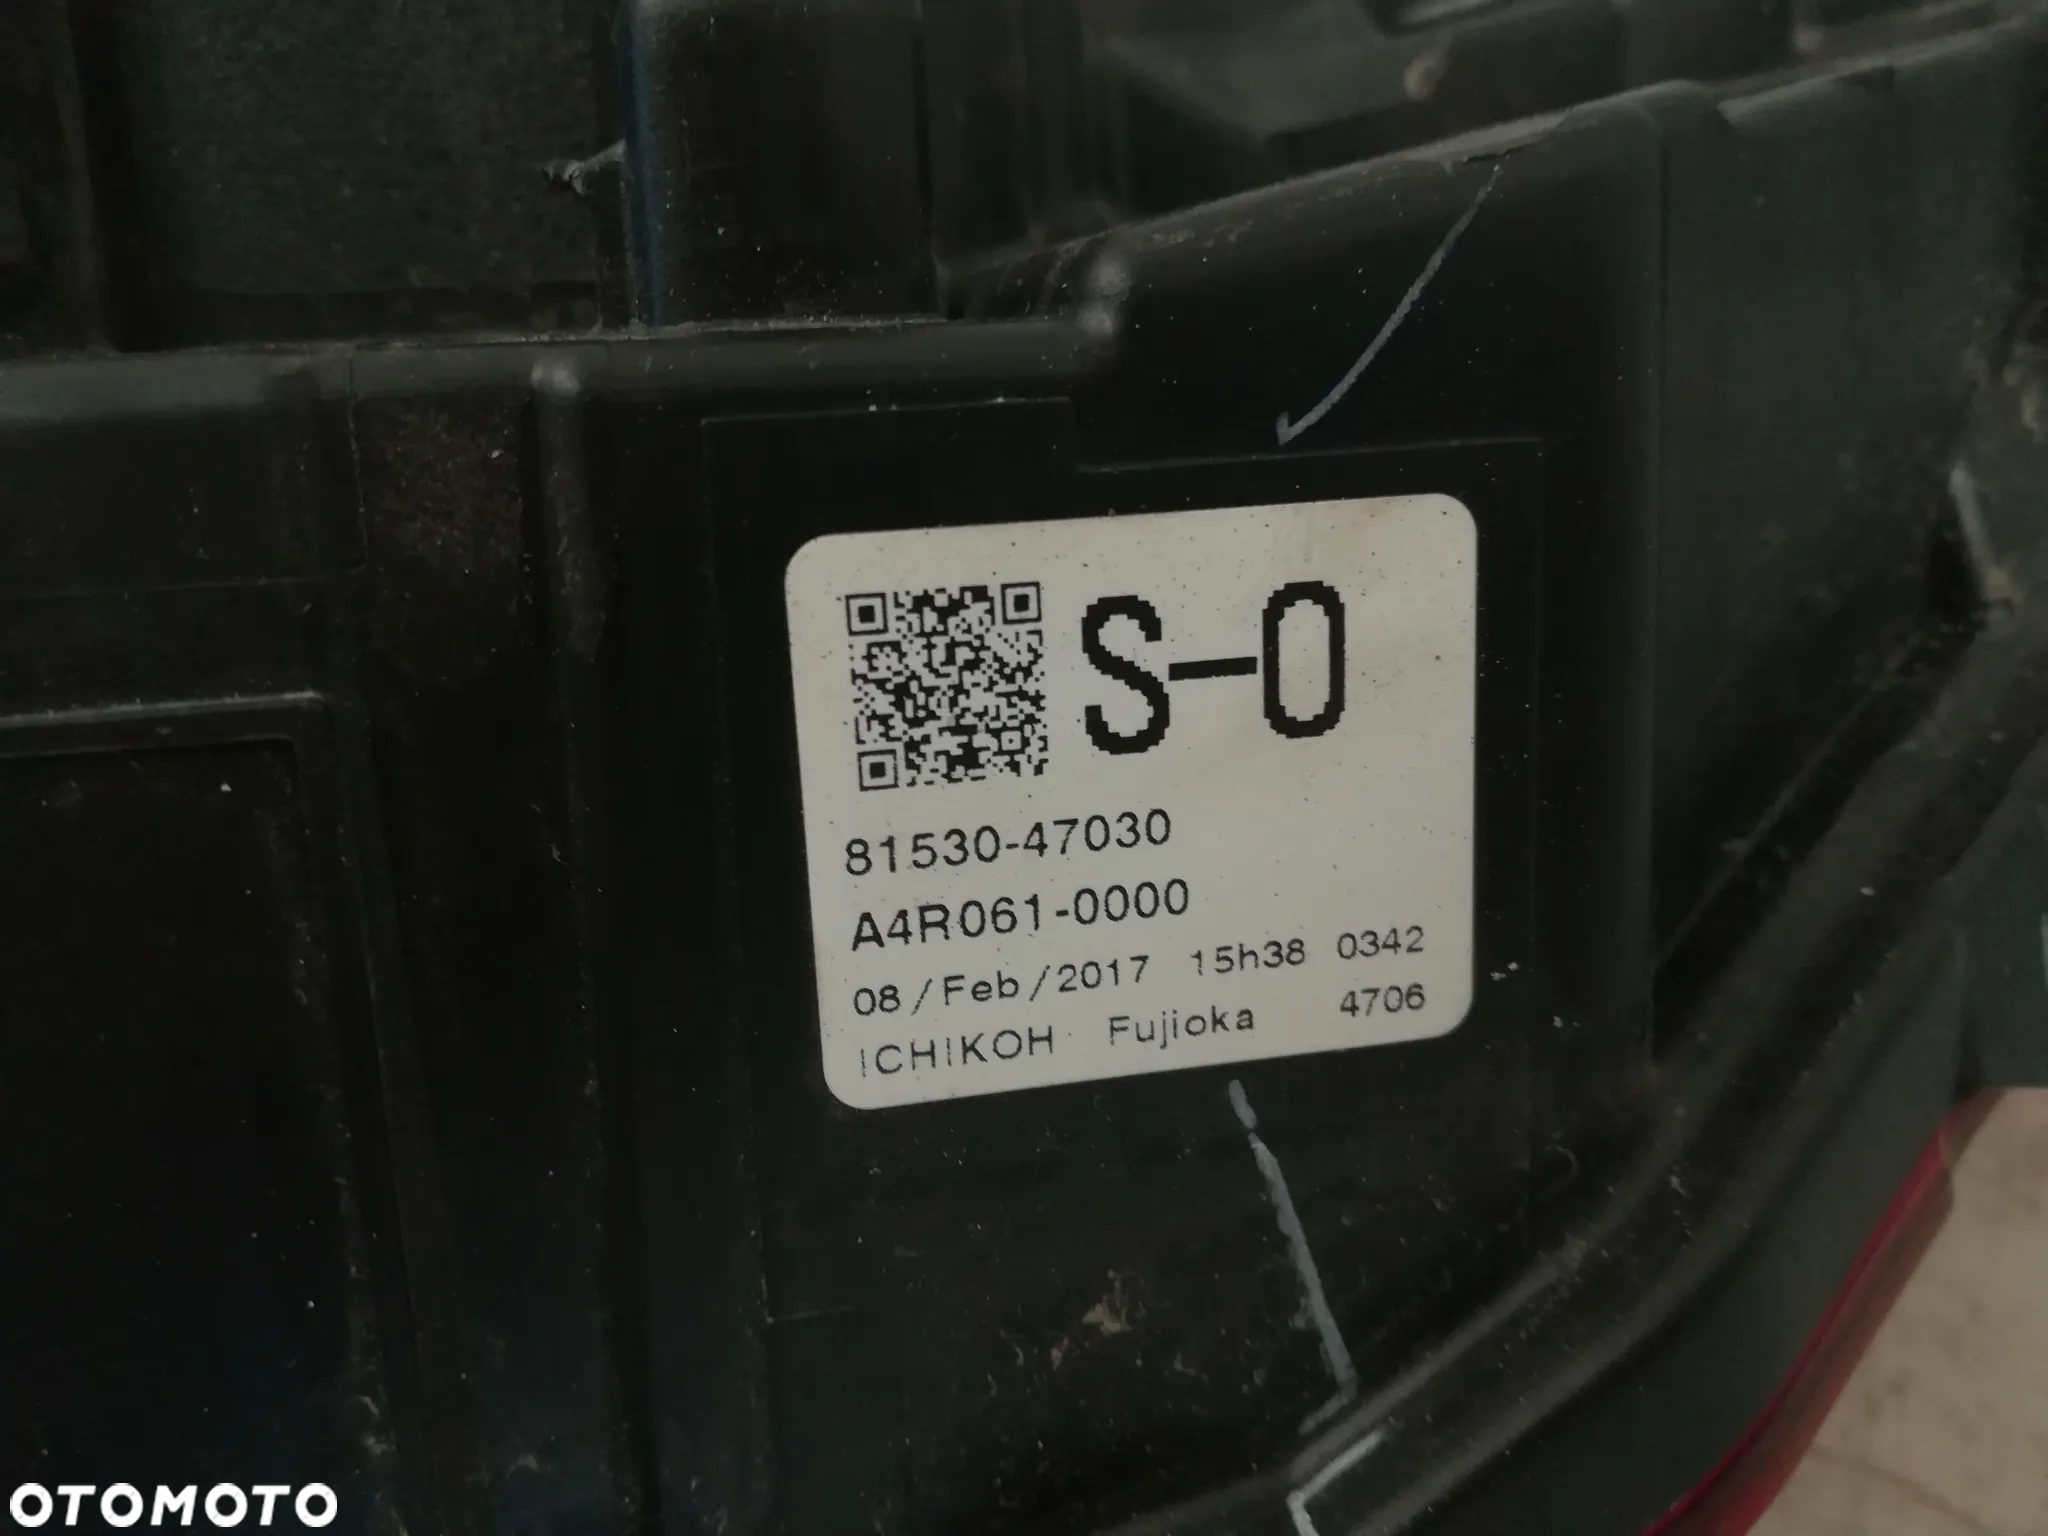 S-0
81530-47030
A4R061-0000
08/Feb/2017 15h38 0342
ICHIKOH Fujioka 4706
OTOMOTO